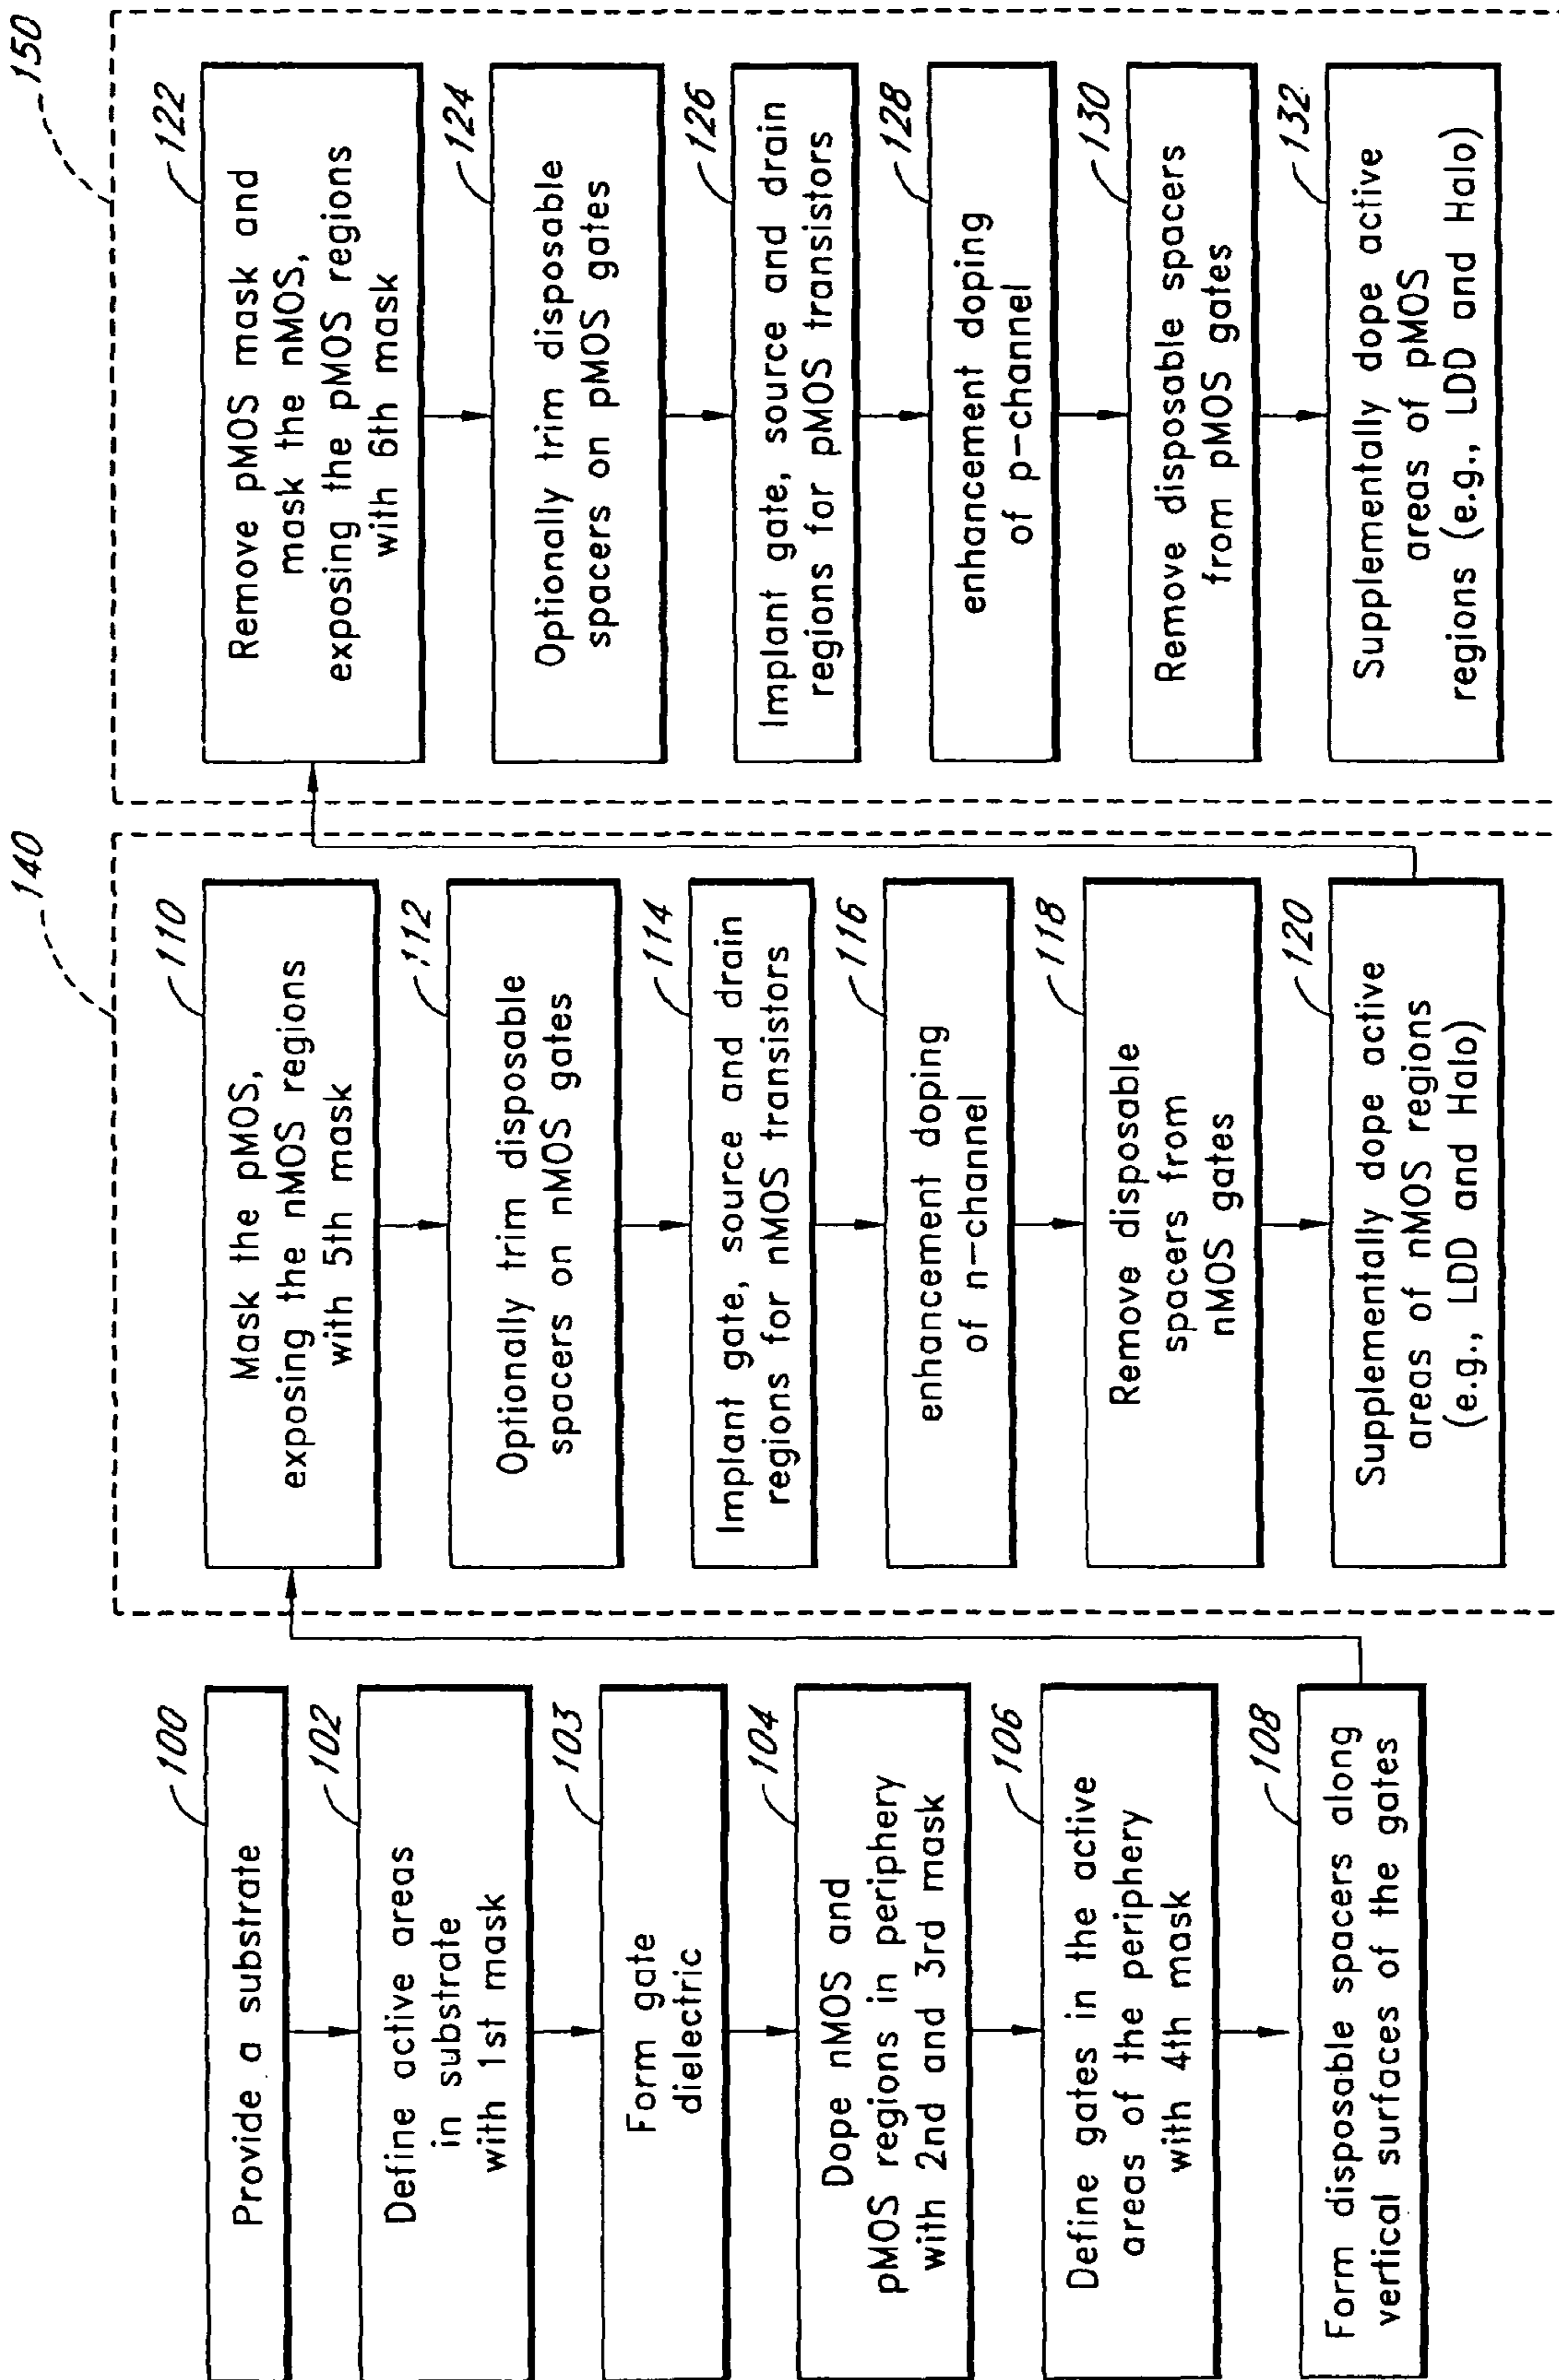 100
Provide a substrate
102
Define active areas
in substrate
with 1st mask
103
Form gate
dielectric
104
Dope nMOS and
pMOS regions in periphery
with 2nd and 3rd mask
106
Define gates in the active
areas of the periphery
with 4th mask
108
Form disposable spacers along
vertical surfaces of the gates
140
110
Mask the pMOS,
exposing the nMOS regions
with 5th mask
112
Optionally trim disposable
spacers on nMOS gates
114
Implant gate, source and drain
regions for nMOS transistors
116
enhancement doping
of n-channel
118
Remove disposable
spacers from
nMOS gates
120
Supplementally dope active
areas of nMOS regions
(e.g., LDD and Halo)
150
122
Remove pMOS mask and
mask the nMOS,
exposing the pMOS regions
with 6th mask
124
Optionally trim disposable
spacers on pMOS gates
126
Implant gate, source and drain
regions for pMOS transistors
128
enhancement doping
of p-channel
130
Remove disposable spacers
from pMOS gates
132
Supplementally dope active
areas of pMOS
regions (e.g., LDD and Halo)